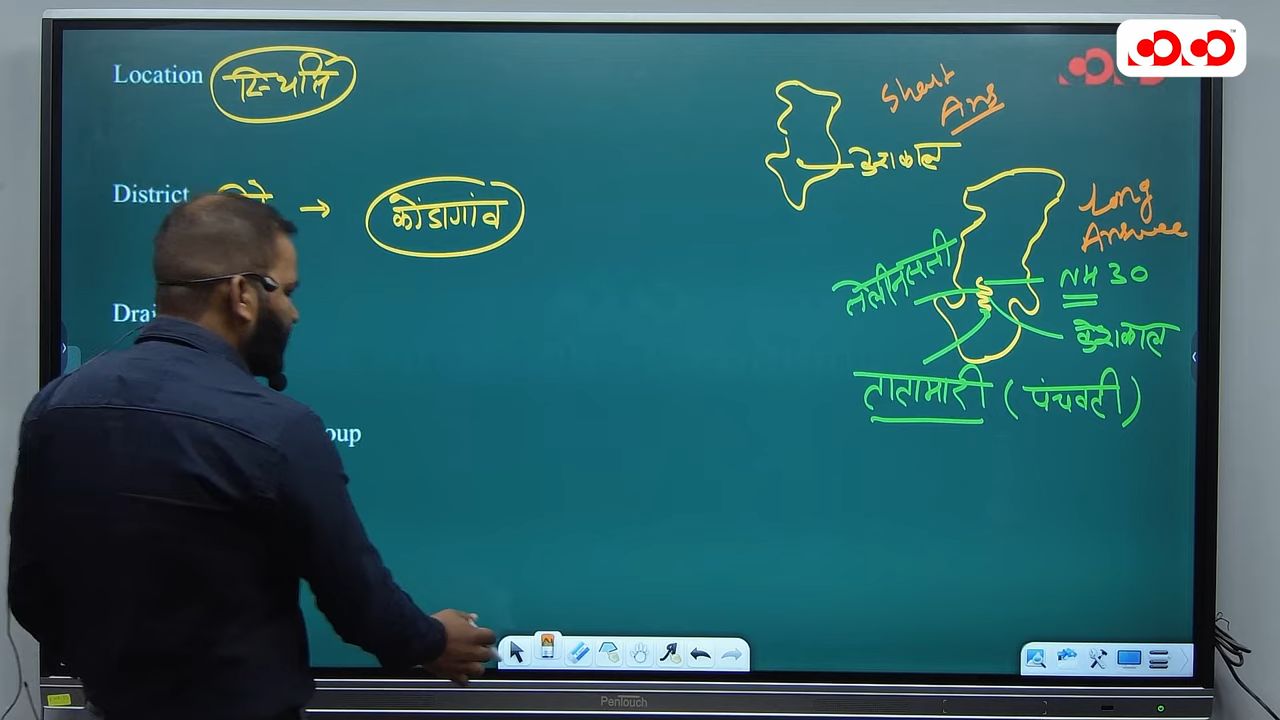 Location स्थिति
District → कोंडागांव
Drai
oup
Short
Ans
केशकाल
Long
Answer
तेलीनसती
NH 30
केशकाल
तातामारी (पंचवटी)
Pentouch